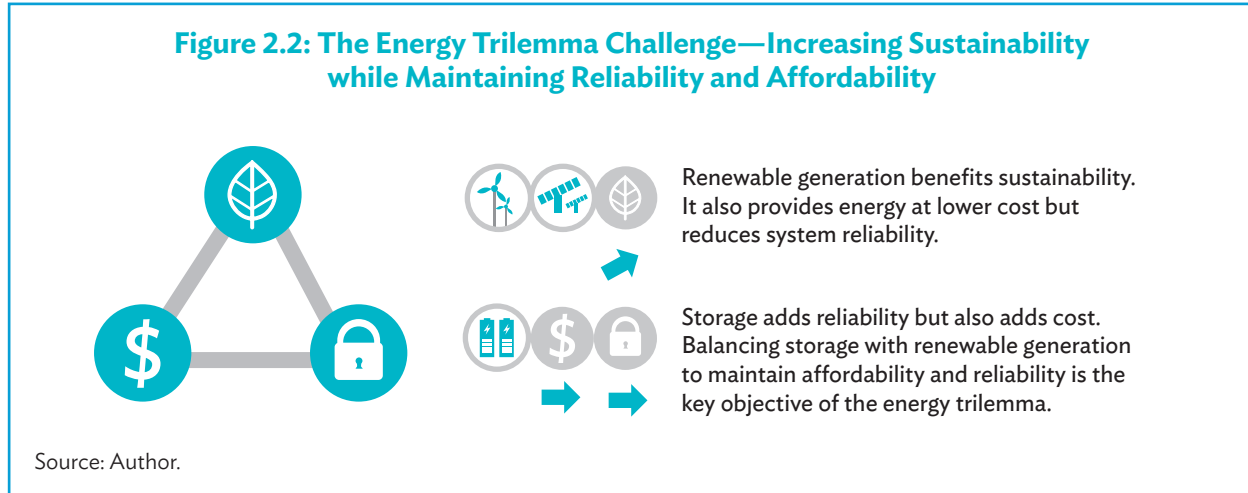 Figure 2.2: The Energy Trilemma Challenge—Increasing Sustainability
while Maintaining Reliability and Affordability
Renewable generation benefits sustainability.
It also provides energy at lower cost but
reduces system reliability.
$
$
Storage adds reliability but also adds cost.
Balancing storage with renewable generation
to maintain affordability and reliability is the
key objective of the energy trilemma.
Source: Author.